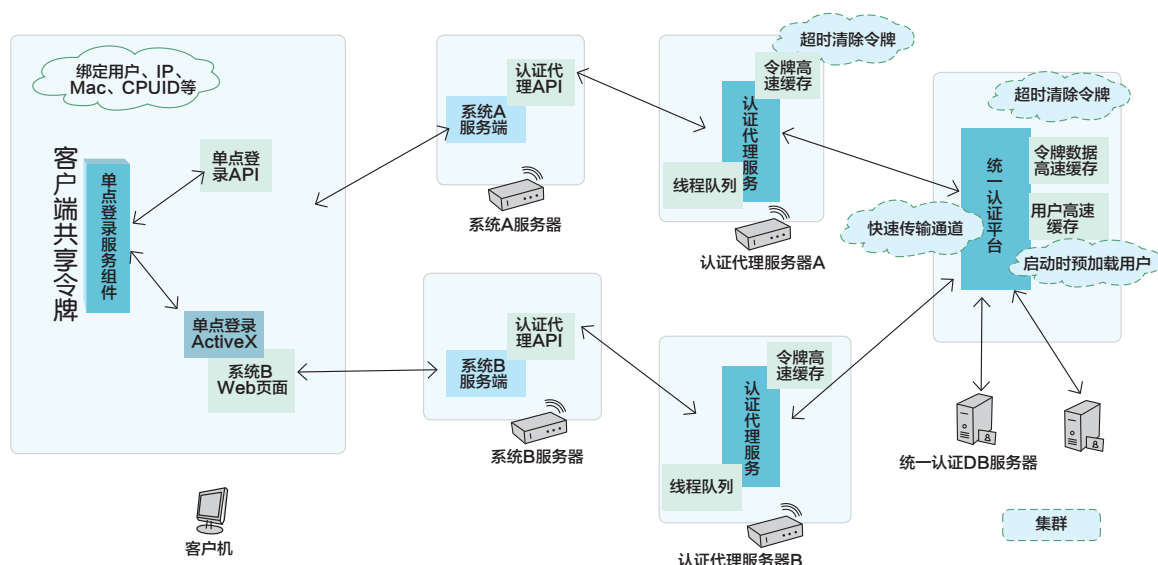 绑定用户、IP、
Mac、CPUID等
客户端共享令牌
单点登录服务组件
单点登
录API
单点登录
ActiveX
系统B
Web页面
客户机
认证代
理API
系统A
服务端
系统A服务器
认证代
理API
系统B
服务端
系统B服务器
超时清除令牌
令牌高
速缓存
认证代理服务
线程队列
认证代理服务器A
令牌高
速缓存
认证代理服务
线程队列
认证代理服务器B
超时清除令牌
统一认证平台
令牌数据
高速缓存
用户高速
缓存
快速传输通道
启动时预加载用户
统一认证DB服务器
集群